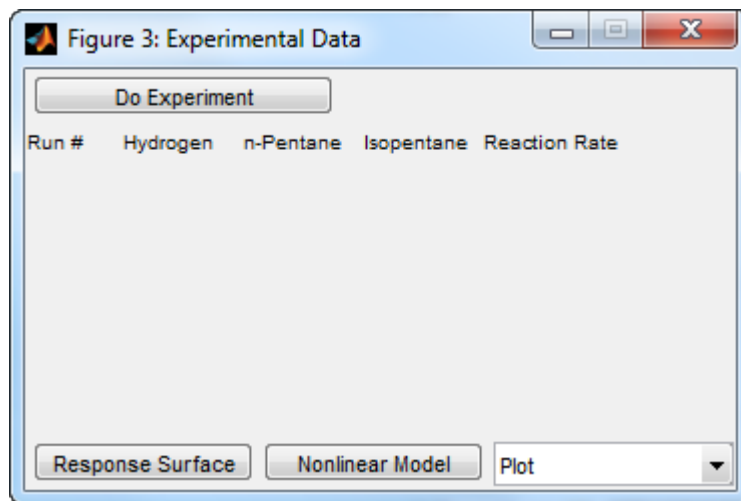 Figure 3: Experimental Data
Do Experiment
Run # Hydrogen n-Pentane Isopentane Reaction Rate
Response Surface Nonlinear Model Plot